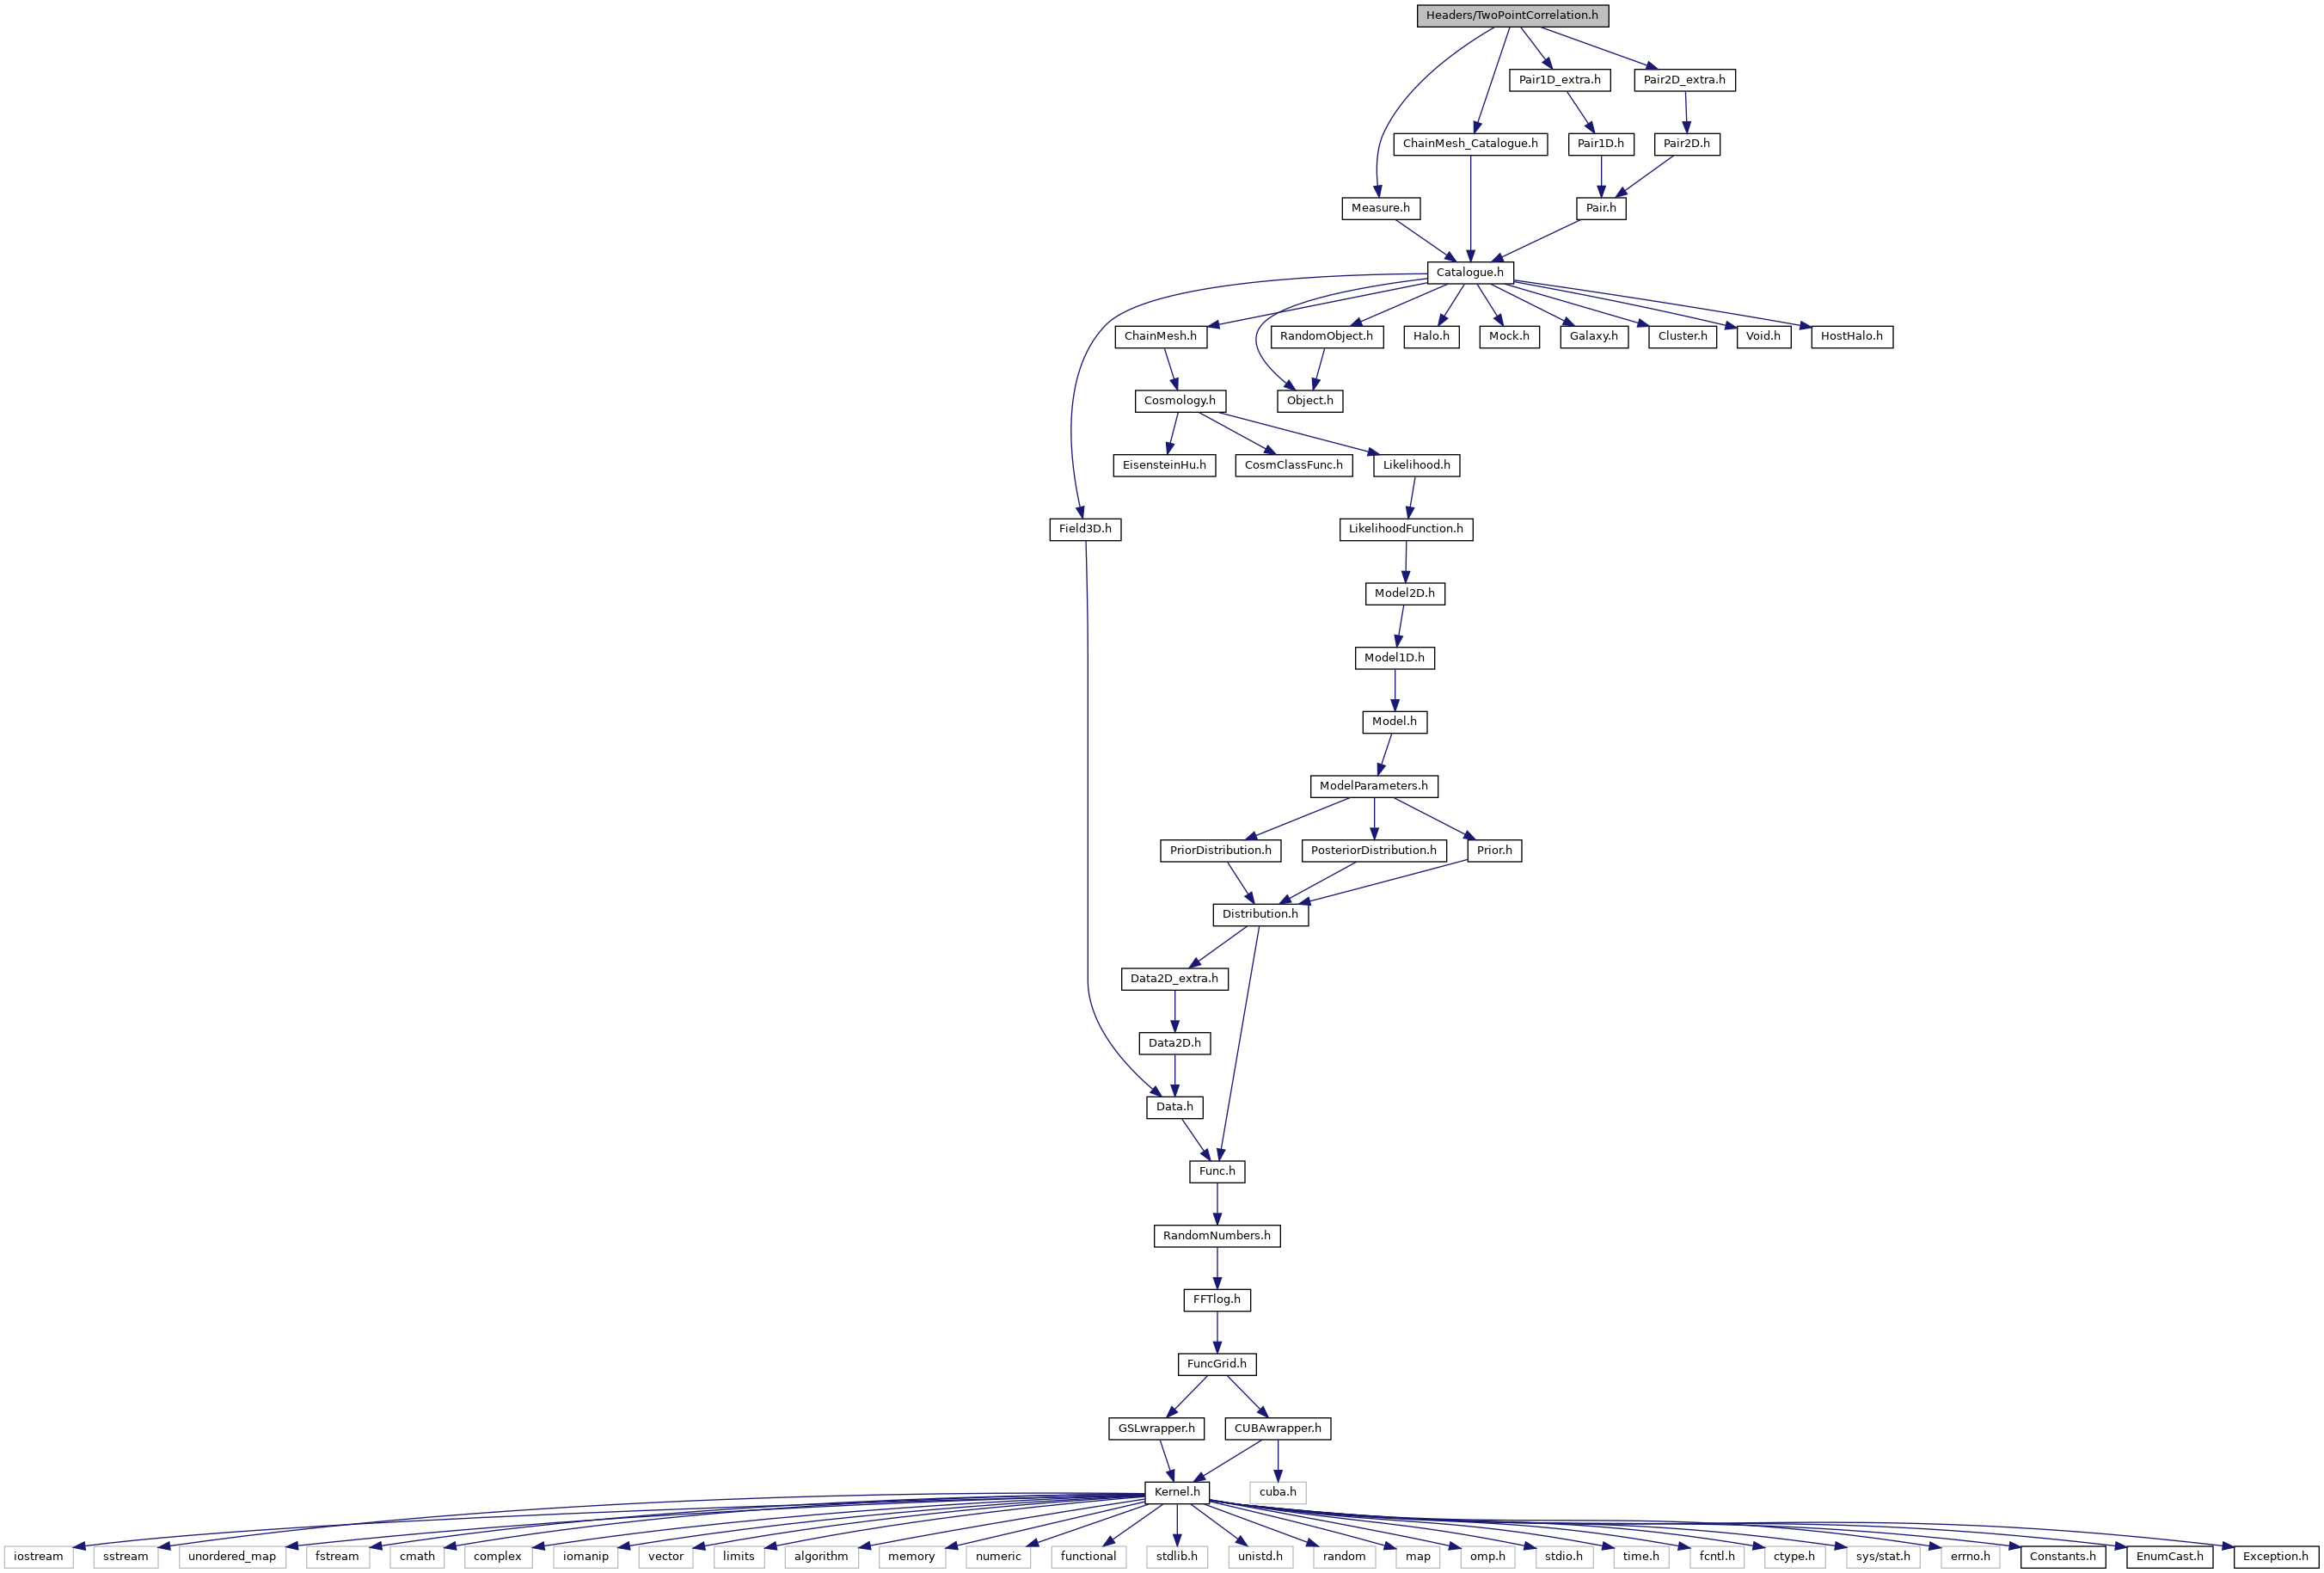 Headers/TwoPointCorrelation.h
Pair1D_extra.h
Pair2D_extra.h
ChainMesh_Catalogue.h
Pair1D.h
Pair2D.h
Measure.h
Pair.h
Catalogue.h
ChainMesh.h
RandomObject.h
Halo.h
Mock.h
Galaxy.h
Cluster.h
Void.h
HostHalo.h
Cosmology.h
Object.h
EisensteinHu.h
CosmClassFunc.h
Likelihood.h
Field3D.h
LikelihoodFunction.h
Model2D.h
Model1D.h
Model.h
ModelParameters.h
PriorDistribution.h
PosteriorDistribution.h
Prior.h
Distribution.h
Data2D_extra.h
Data2D.h
Data.h
Func.h
RandomNumbers.h
FFTlog.h
FuncGrid.h
GSLwrapper.h
CUBAwrapper.h
Kernel.h
cuba.h
iostream
sstream
unordered_map
fstream
cmath
complex
iomanip
vector
limits
algorithm
memory
numeric
functional
stdlib.h
unistd.h
random
map
omp.h
stdio.h
time.h
fcntl.h
ctype.h
sys/stat.h
errno.h
Constants.h
EnumCast.h
Exception.h